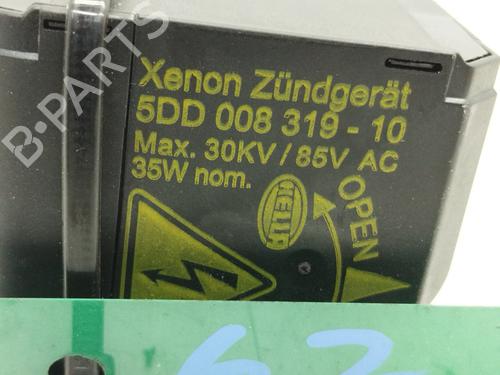 B-PARTS
Xenon Zündgerät
5DD 008 319 - 10
Max. 30KV / 85V AC
35W nom.
HELLA
OPEN